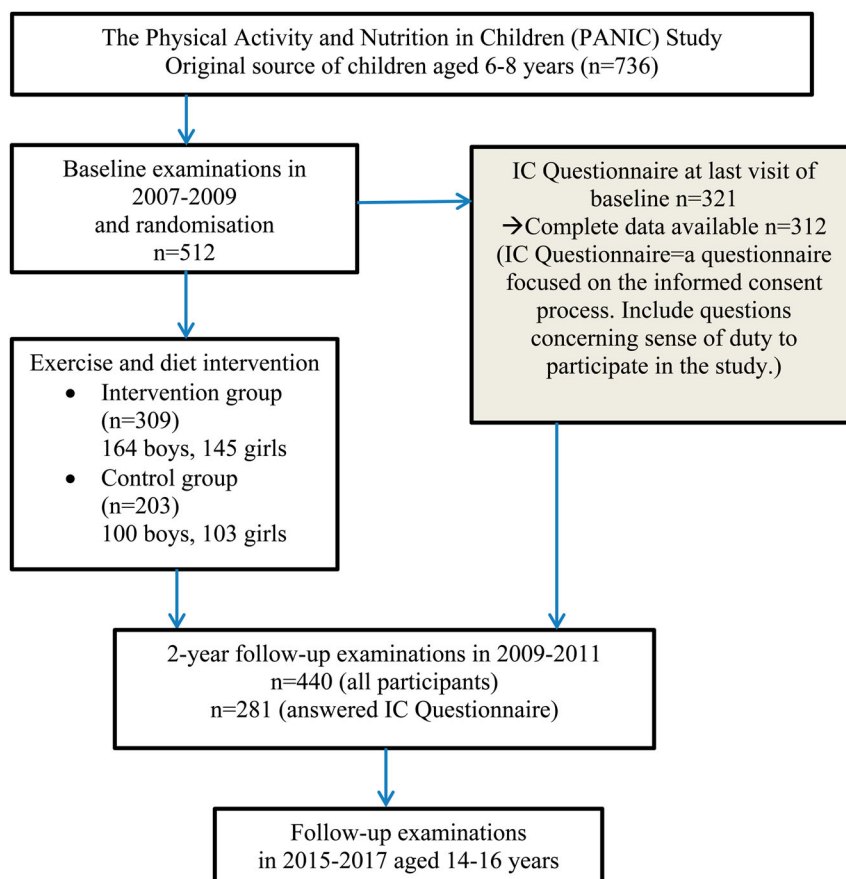 The Physical Activity and Nutrition in Children (PANIC) Study
Original source of children aged 6-8 years (n=736)
Baseline examinations in
2007-2009
and randomisation
n=512
IC Questionnaire at last visit of
baseline n=321
→Complete data available n=312
(IC Questionnaire=a questionnaire
focused on the informed consent
process. Include questions
concerning sense of duty to
participate in the study.)
Exercise and diet intervention
• Intervention group
(n=309)
164 boys, 145 girls
• Control group
(n=203)
100 boys, 103 girls
2-year follow-up examinations in 2009-2011
n=440 (all participants)
n=281 (answered IC Questionnaire)
Follow-up examinations
in 2015-2017 aged 14-16 years